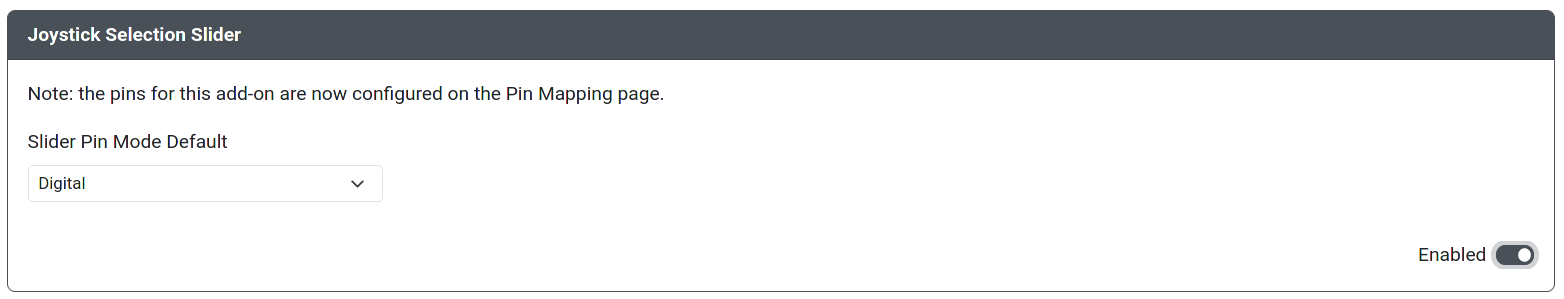 Joystick Selection Slider
Note: the pins for this add-on are now configured on the Pin Mapping page.
Slider Pin Mode Default
Digital
Enabled